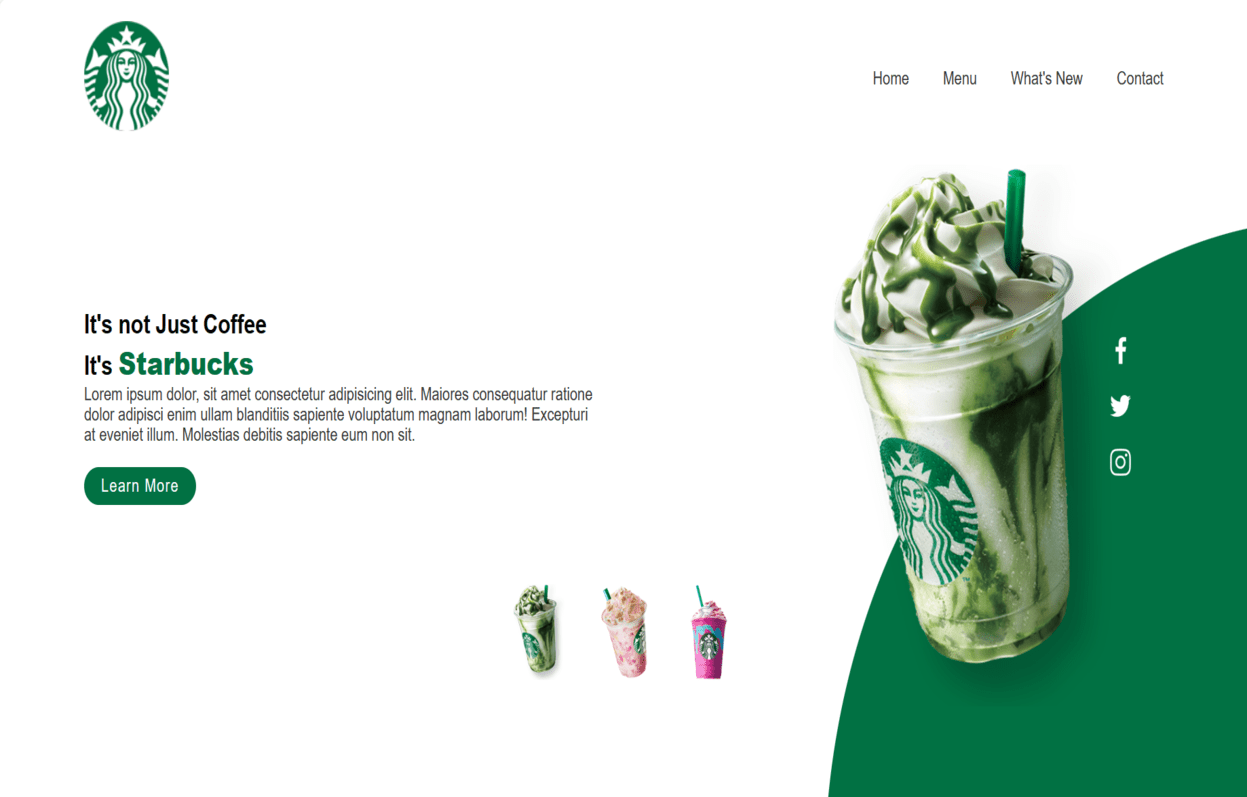 Home Menu What's New Contact
It's not Just Coffee
It's Starbucks
Lorem ipsum dolor, sit amet consectetur adipisicing elit. Maiores consequatur ratione
dolor adipisci enim ullam blanditiis sapiente voluptatum magnam laborum! Excepturi
at eveniet illum. Molestias debitis sapiente eum non sit.
Learn More